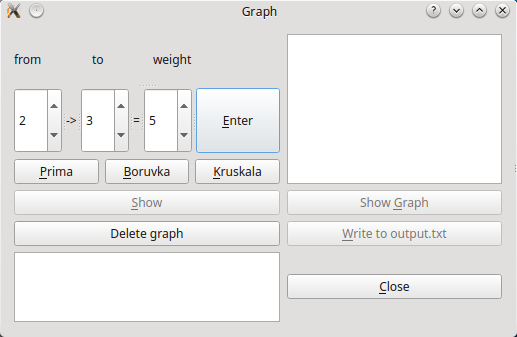 Graph
from to weight
2 -> 3 = 5 Enter
Prima Boruvka Kruskala
Show Show Graph
Delete graph Write to output.txt
Close